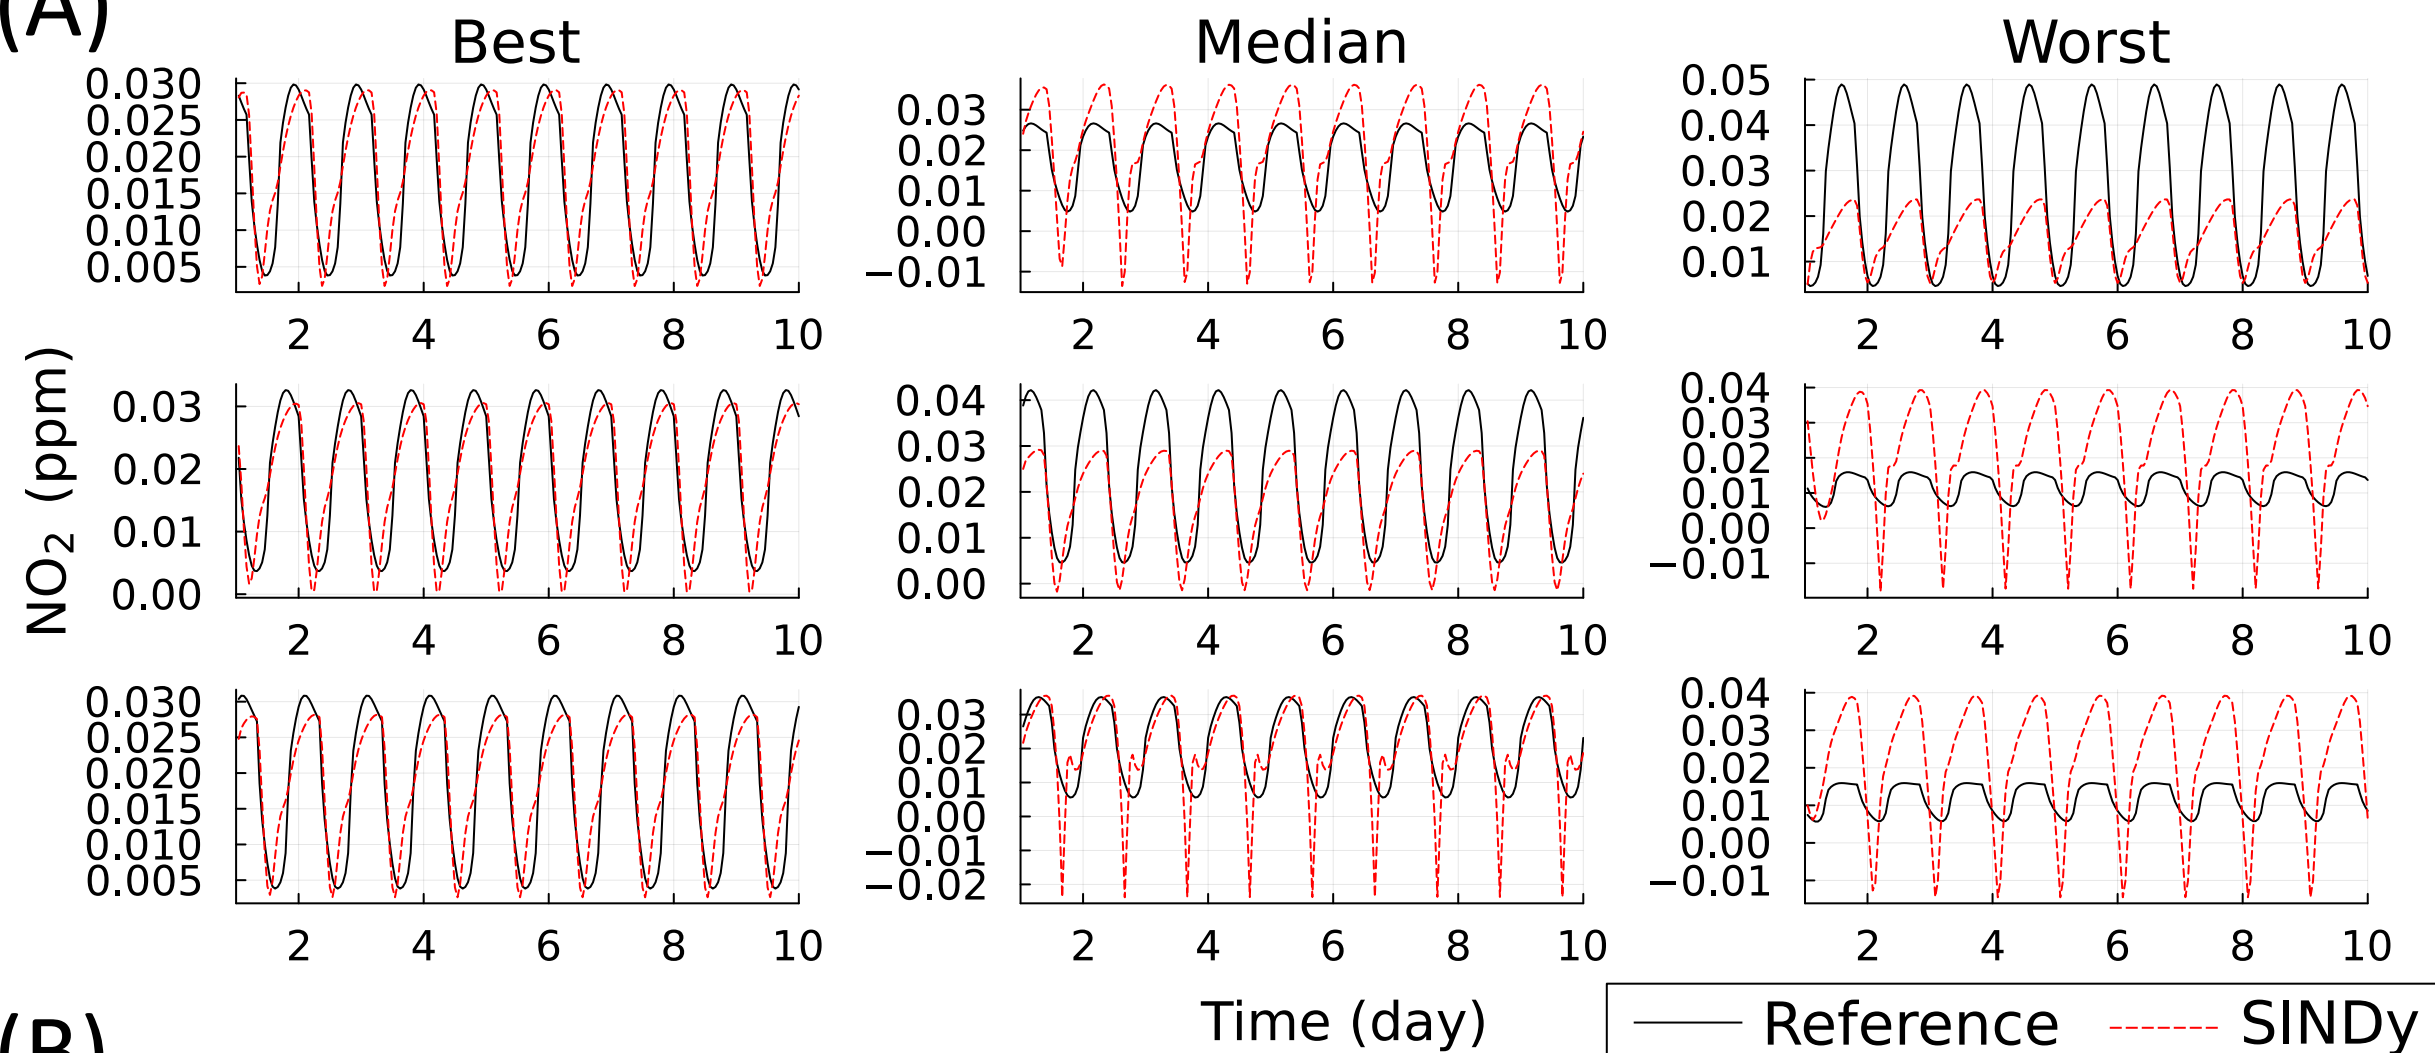 (A)
Best Median Worst
0.030 0.025 0.020 0.015 0.010 0.005
2 4 6 8 10
0.03 0.02 0.01 0.00 −0.01
2 4 6 8 10
0.05 0.04 0.03 0.02 0.01
2 4 6 8 10
NO2 (ppm)
0.03 0.02 0.01 0.00
2 4 6 8 10
0.04 0.03 0.02 0.01 0.00
2 4 6 8 10
0.04 0.03 0.02 0.01 0.00 −0.01
2 4 6 8 10
0.030 0.025 0.020 0.015 0.010 0.005
2 4 6 8 10
0.03 0.02 0.01 0.00 −0.01 −0.02
2 4 6 8 10
0.04 0.03 0.02 0.01 0.00 −0.01
2 4 6 8 10
Time (day)
Reference SINDy
(B)